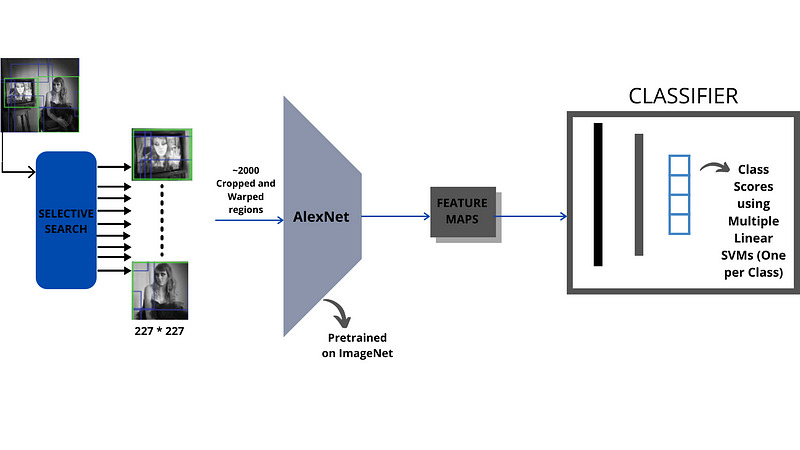 SELECTIVE
SEARCH
227 * 227
~2000
Cropped and
Warped
regions
AlexNet
Pretrained
on ImageNet
FEATURE
MAPS
CLASSIFIER
Class
Scores
using
Multiple
Linear
SVMs (One
per Class)